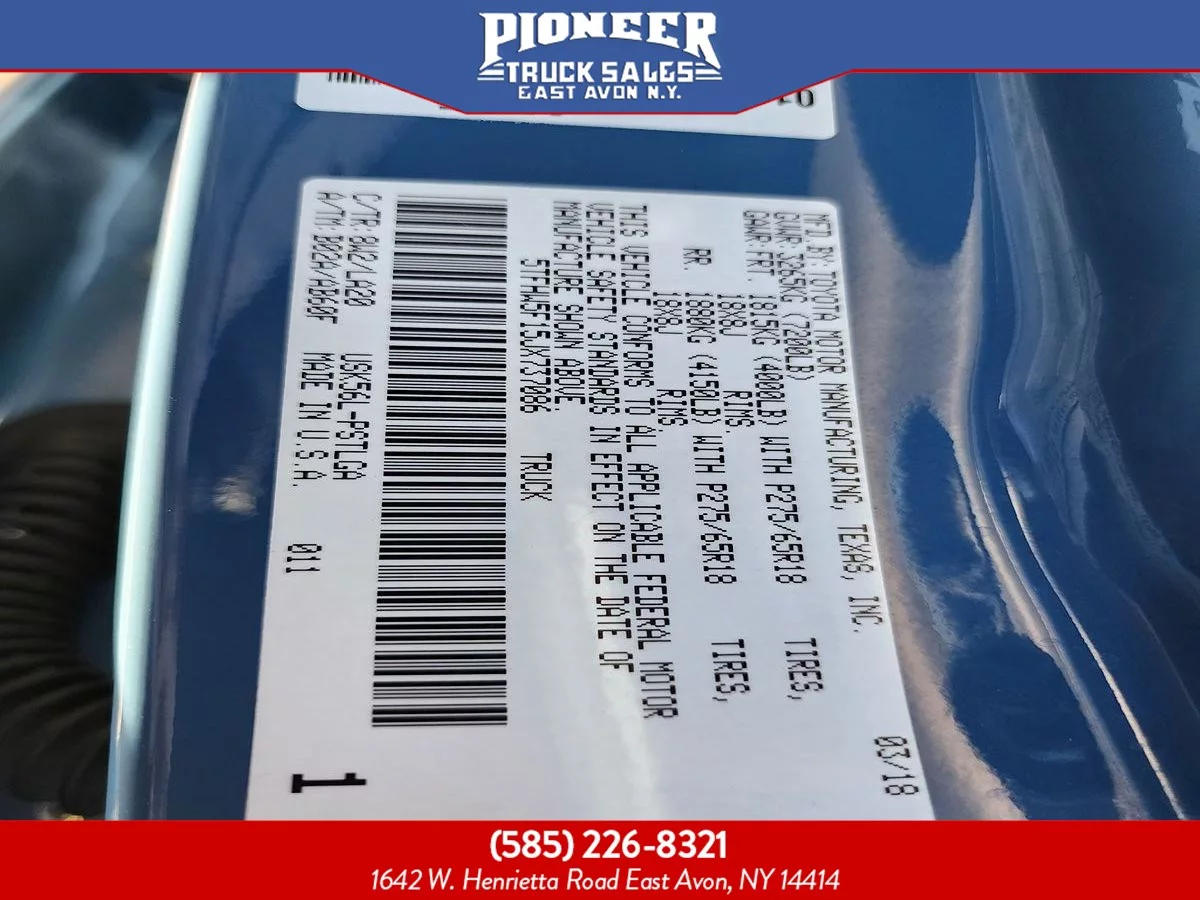 PIONEER
TRUCK SALES
EAST AVON N.Y.
MFD. BY: TOYOTA MOTOR MANUFACTURING, TEXAS, INC. 03/18
GVWR 3265KG (7200LB)
GAWR: FRT. 1815KG (4000LB) WITH P275/65R18 TIRES,
18X8J RIMS
RR. 1880KG (4150LB) WITH P275/65R18 TIRES,
18X8J RIMS
THIS VEHICLE CONFORMS TO ALL APPLICABLE FEDERAL MOTOR
VEHICLE SAFETY STANDARDS IN EFFECT ON THE DATE OF
MANUFACTURE SHOWN ABOVE.
5TFHW5F15JX737086 TRUCK
C/TR: 8W2/LA20 USK56L-PSTLGA
A/TM: B02A/AB60F MADE IN U.S.A. 011
1
(585) 226-8321
1642 W. Henrietta Road East Avon, NY 14414